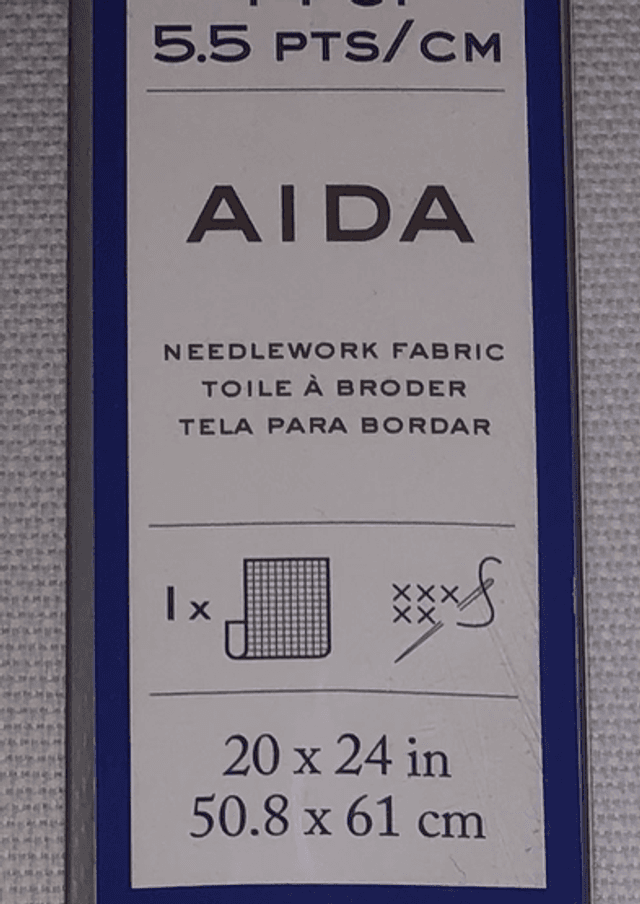 5.5 PTS/CM
AIDA
NEEDLEWORK FABRIC
TOILE À BRODER
TELA PARA BORDAR
1 x
20 x 24 in
50.8 x 61 cm